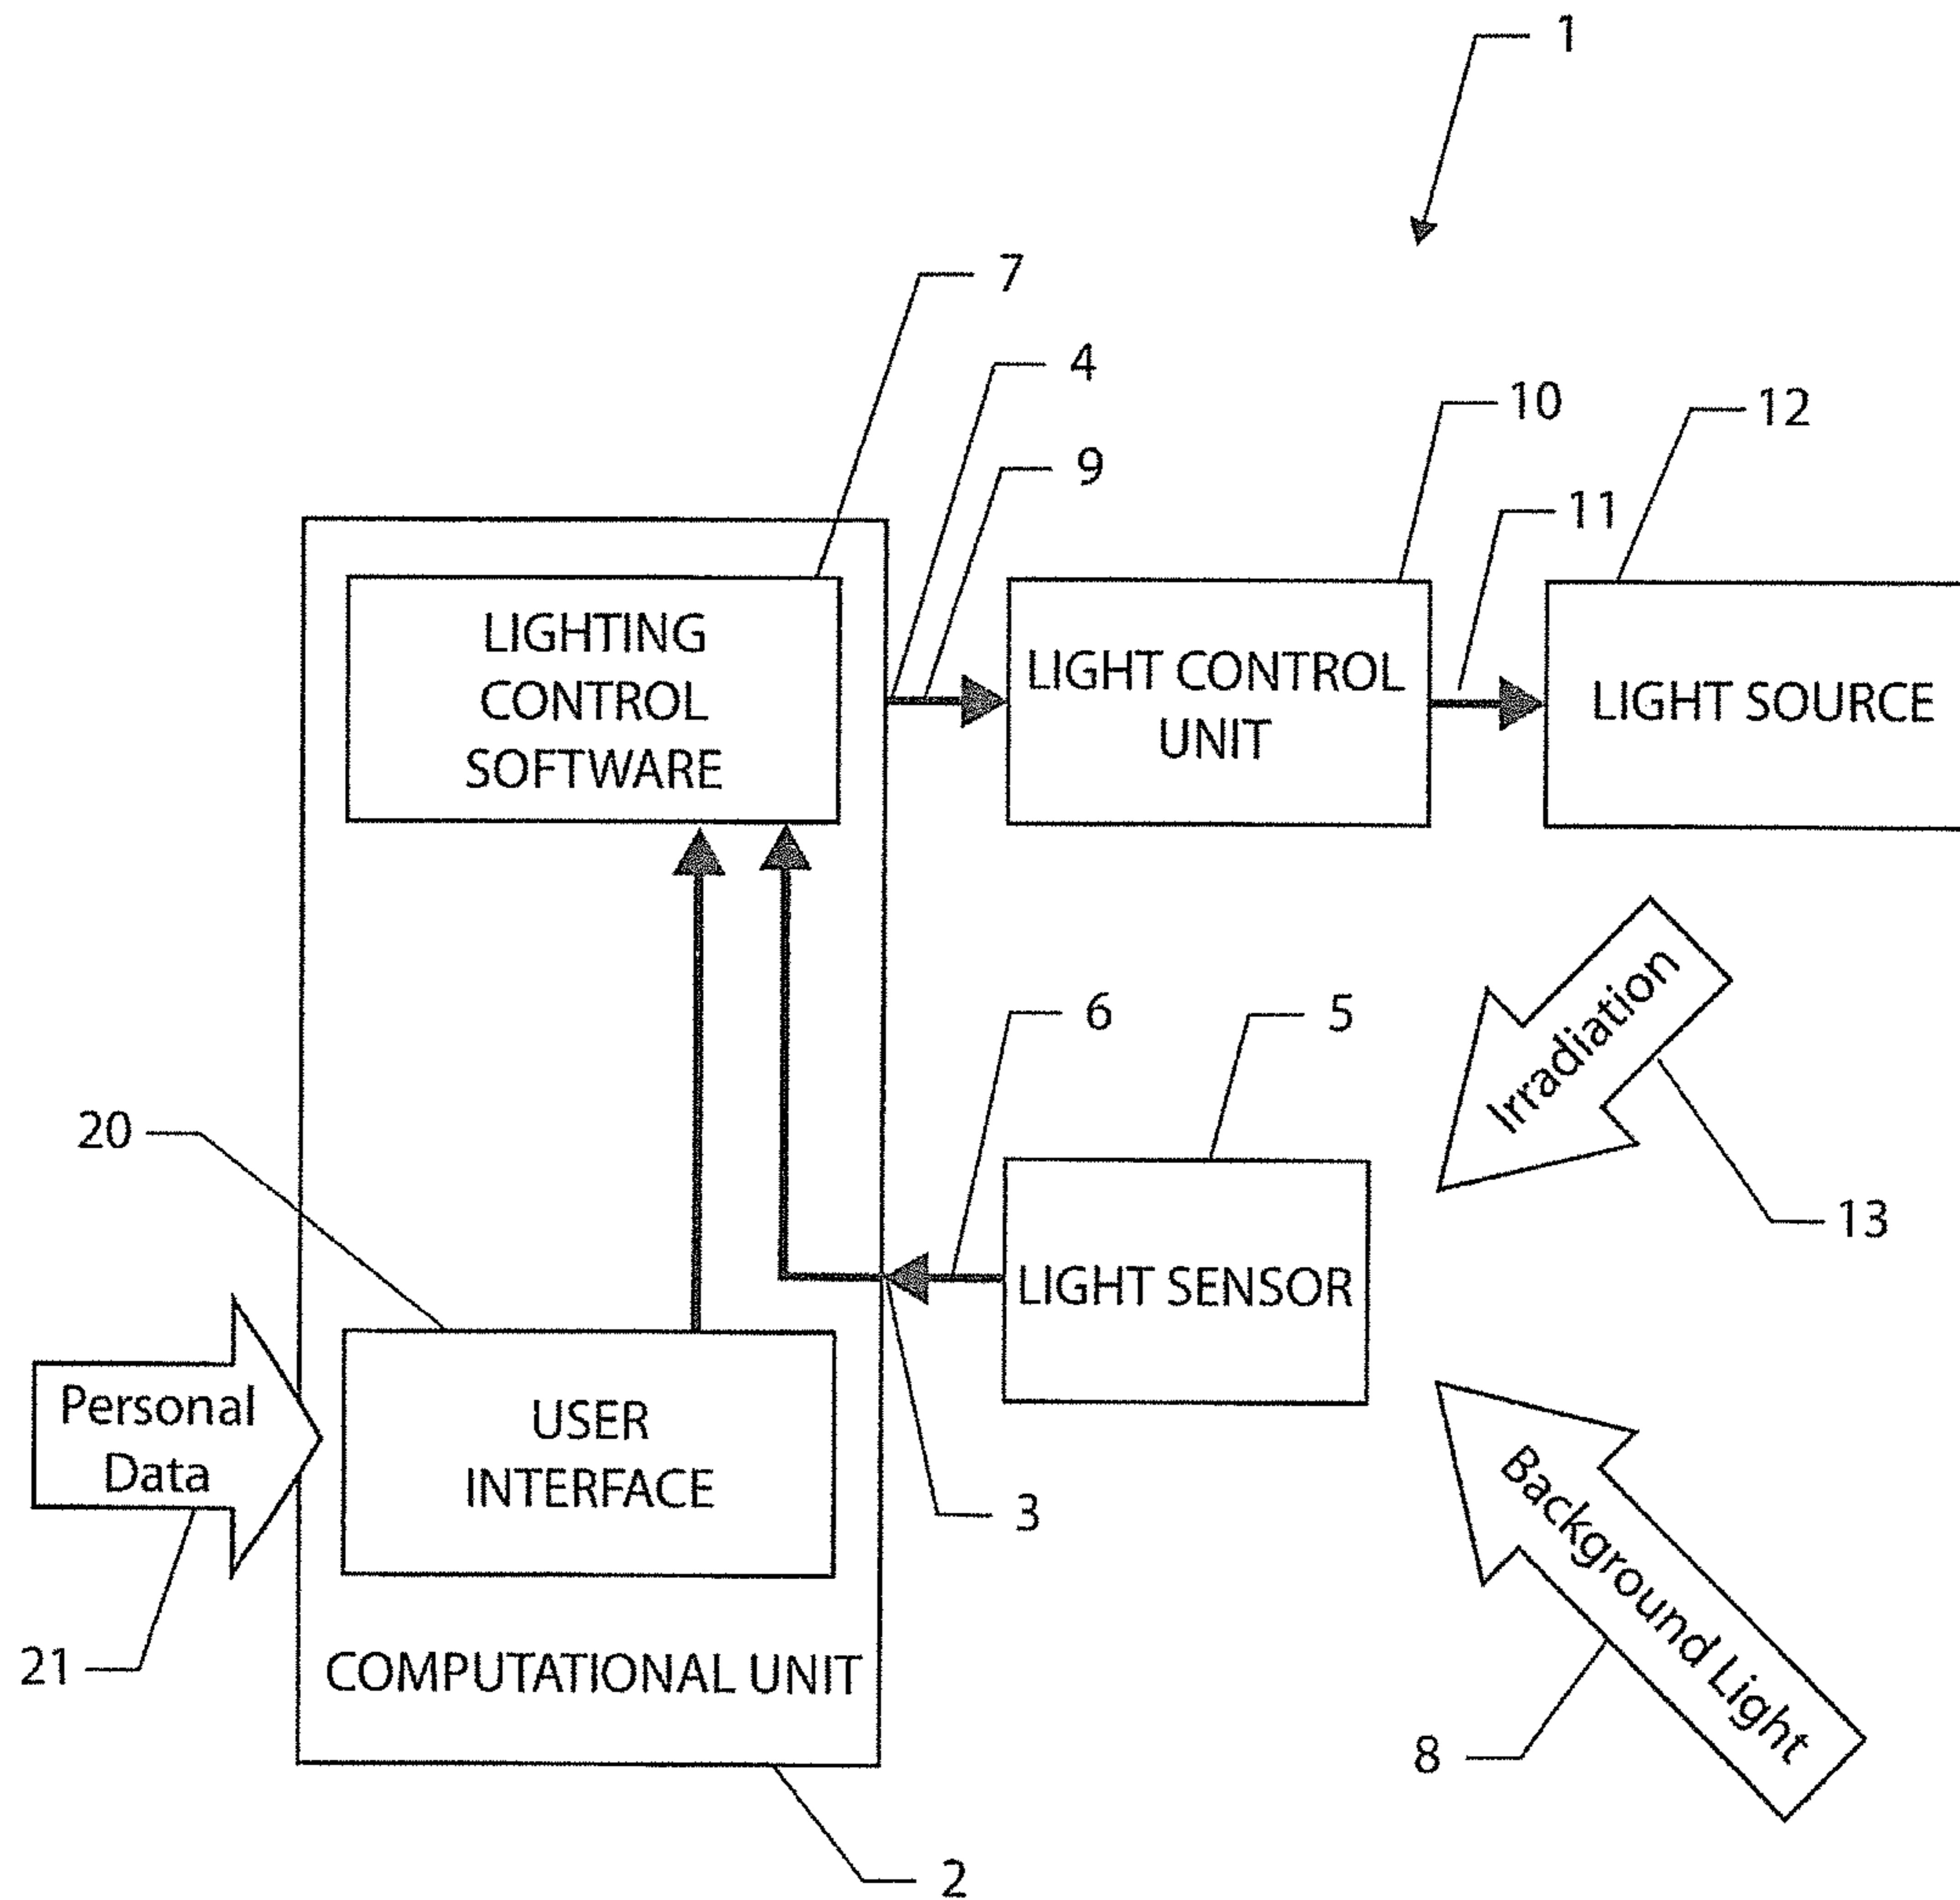 1
7
4
10
12
9
11
LIGHTING
CONTROL
SOFTWARE
LIGHT CONTROL
UNIT
LIGHT SOURCE
6
5
Irradiation
20
13
LIGHT SENSOR
Personal
Data
USER
INTERFACE
3
Background Light
21
COMPUTATIONAL UNIT
8
2